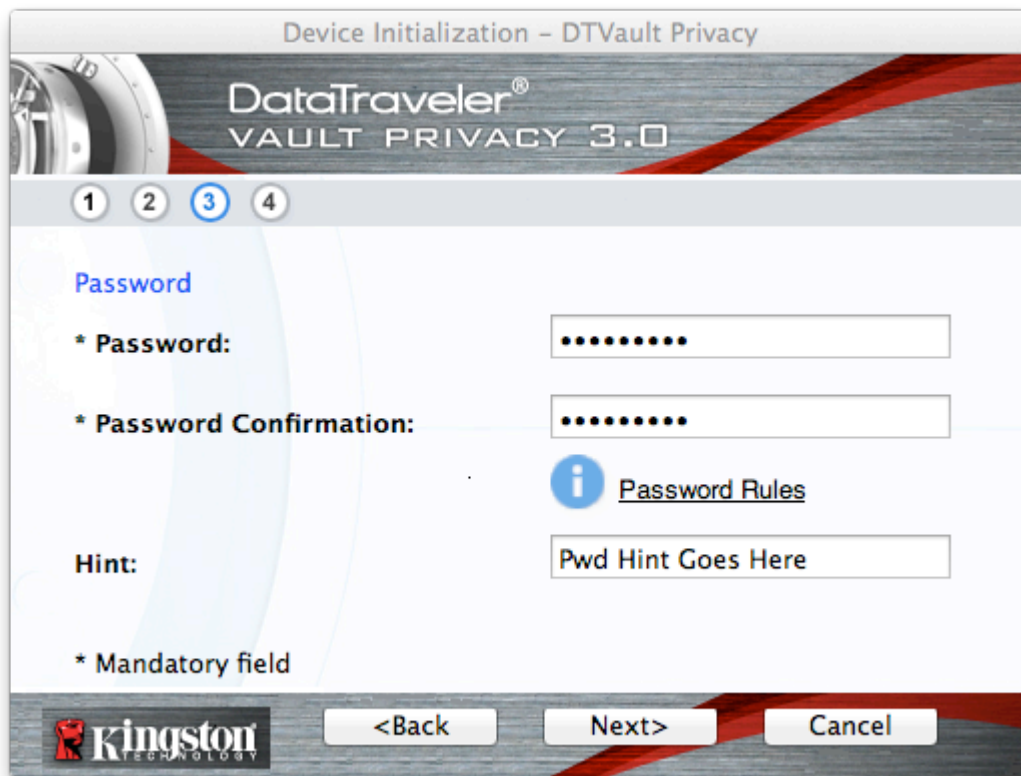 Device Initialization – DTVault Privacy
DataTraveler®
VAULT PRIVACY 3.0
1 2 3 4
Password
* Password: •••••••••
* Password Confirmation: •••••••••
i Password Rules
Hint: Pwd Hint Goes Here
* Mandatory field
Kingston
TECHNOLOGY
<Back Next> Cancel